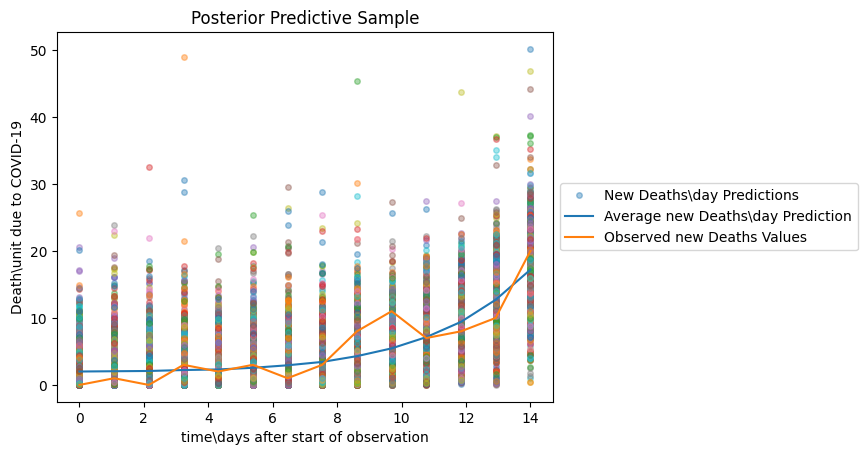 Posterior Predictive Sample
Death\unit due to COVID-19
50
40
30
20
10
0
0 2 4 6 8 10 12 14
time\days after start of observation
New Deaths\day Predictions
Average new Deaths\day Prediction
Observed new Deaths Values